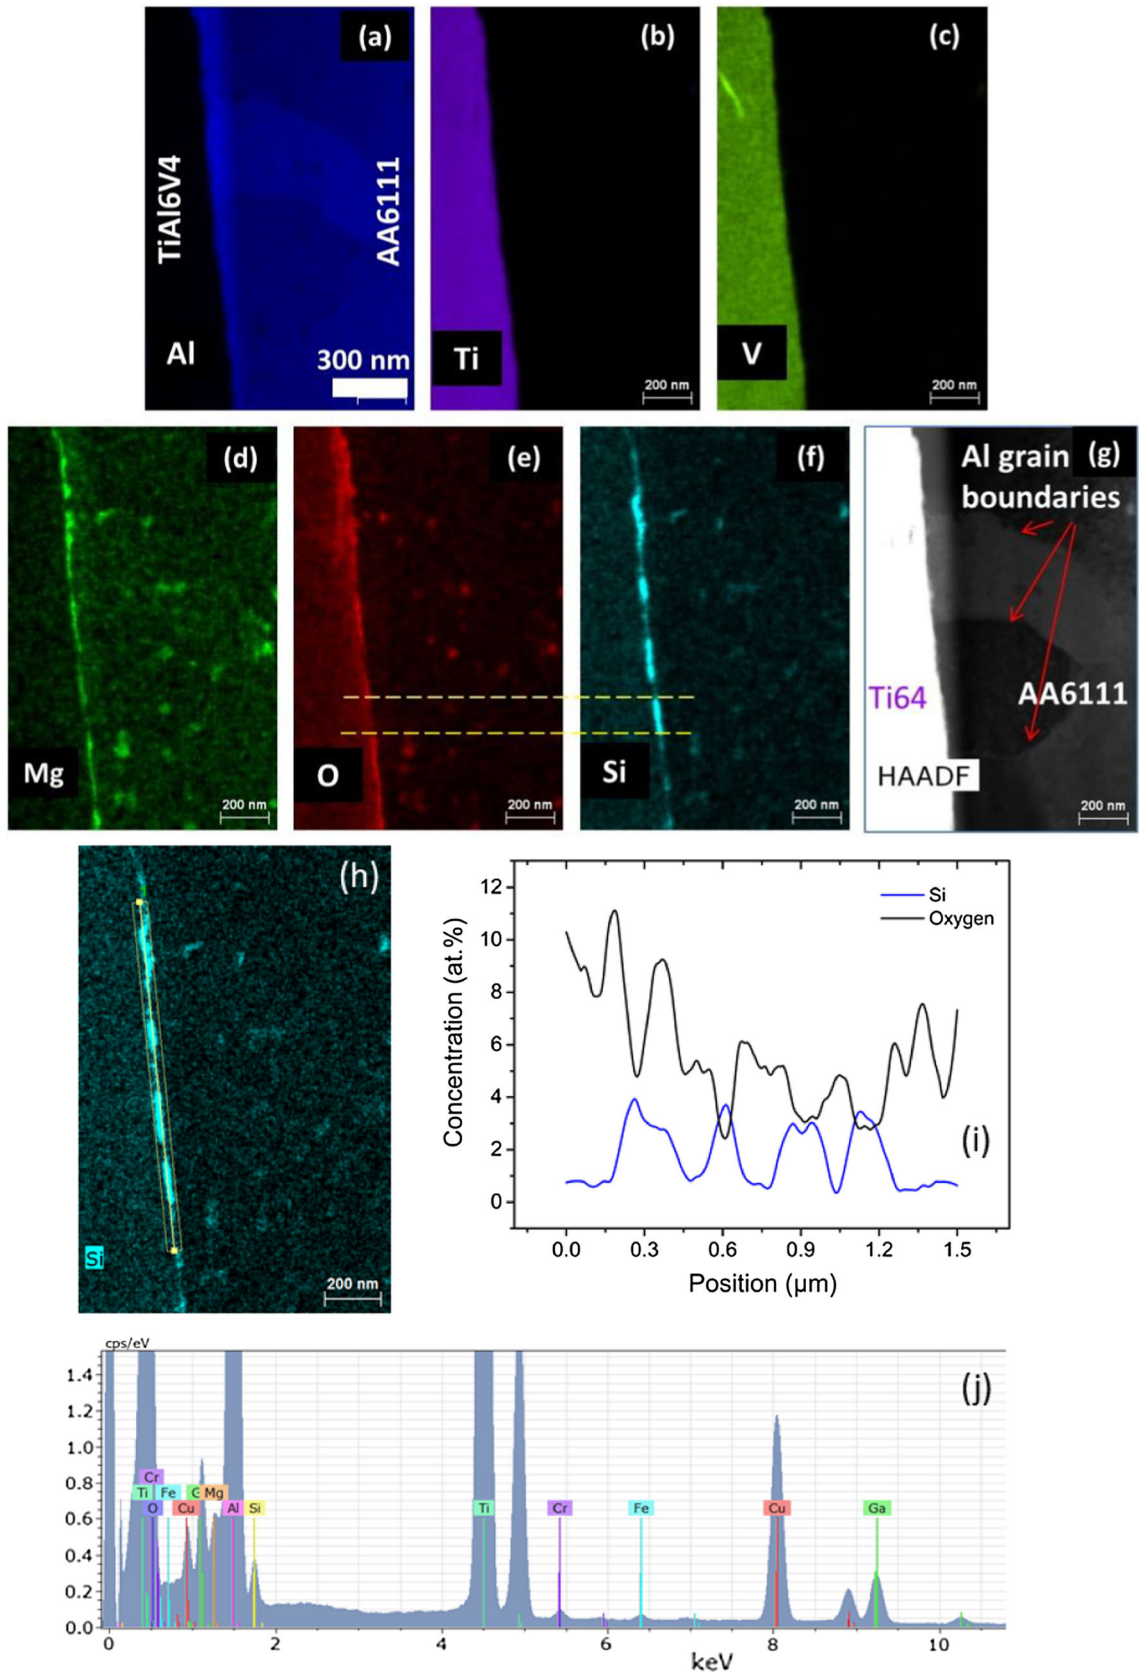 (a)
TiAl6V4
AA6111
Al
300 nm
(b)
Ti
200 nm
(c)
V
200 nm
(d)
Mg
200 nm
(e)
O
200 nm
(f)
Si
200 nm
Al grain (g)
boundaries
Ti64
AA6111
HAADF
200 nm
(h)
Si
200 nm
12
10
8
6
4
2
0
Concentration (at.%)
Si
Oxygen
(i)
0.0 0.3 0.6 0.9 1.2 1.5
Position (μm)
cps/eV
(j)
1.4
1.2
1.0
0.8
0.6
0.4
0.2
0.0
Cr
Ti Fe G Mg
O Cu Al Si Ti Cr Fe Cu Ga
0 2 4 6 8 10
keV